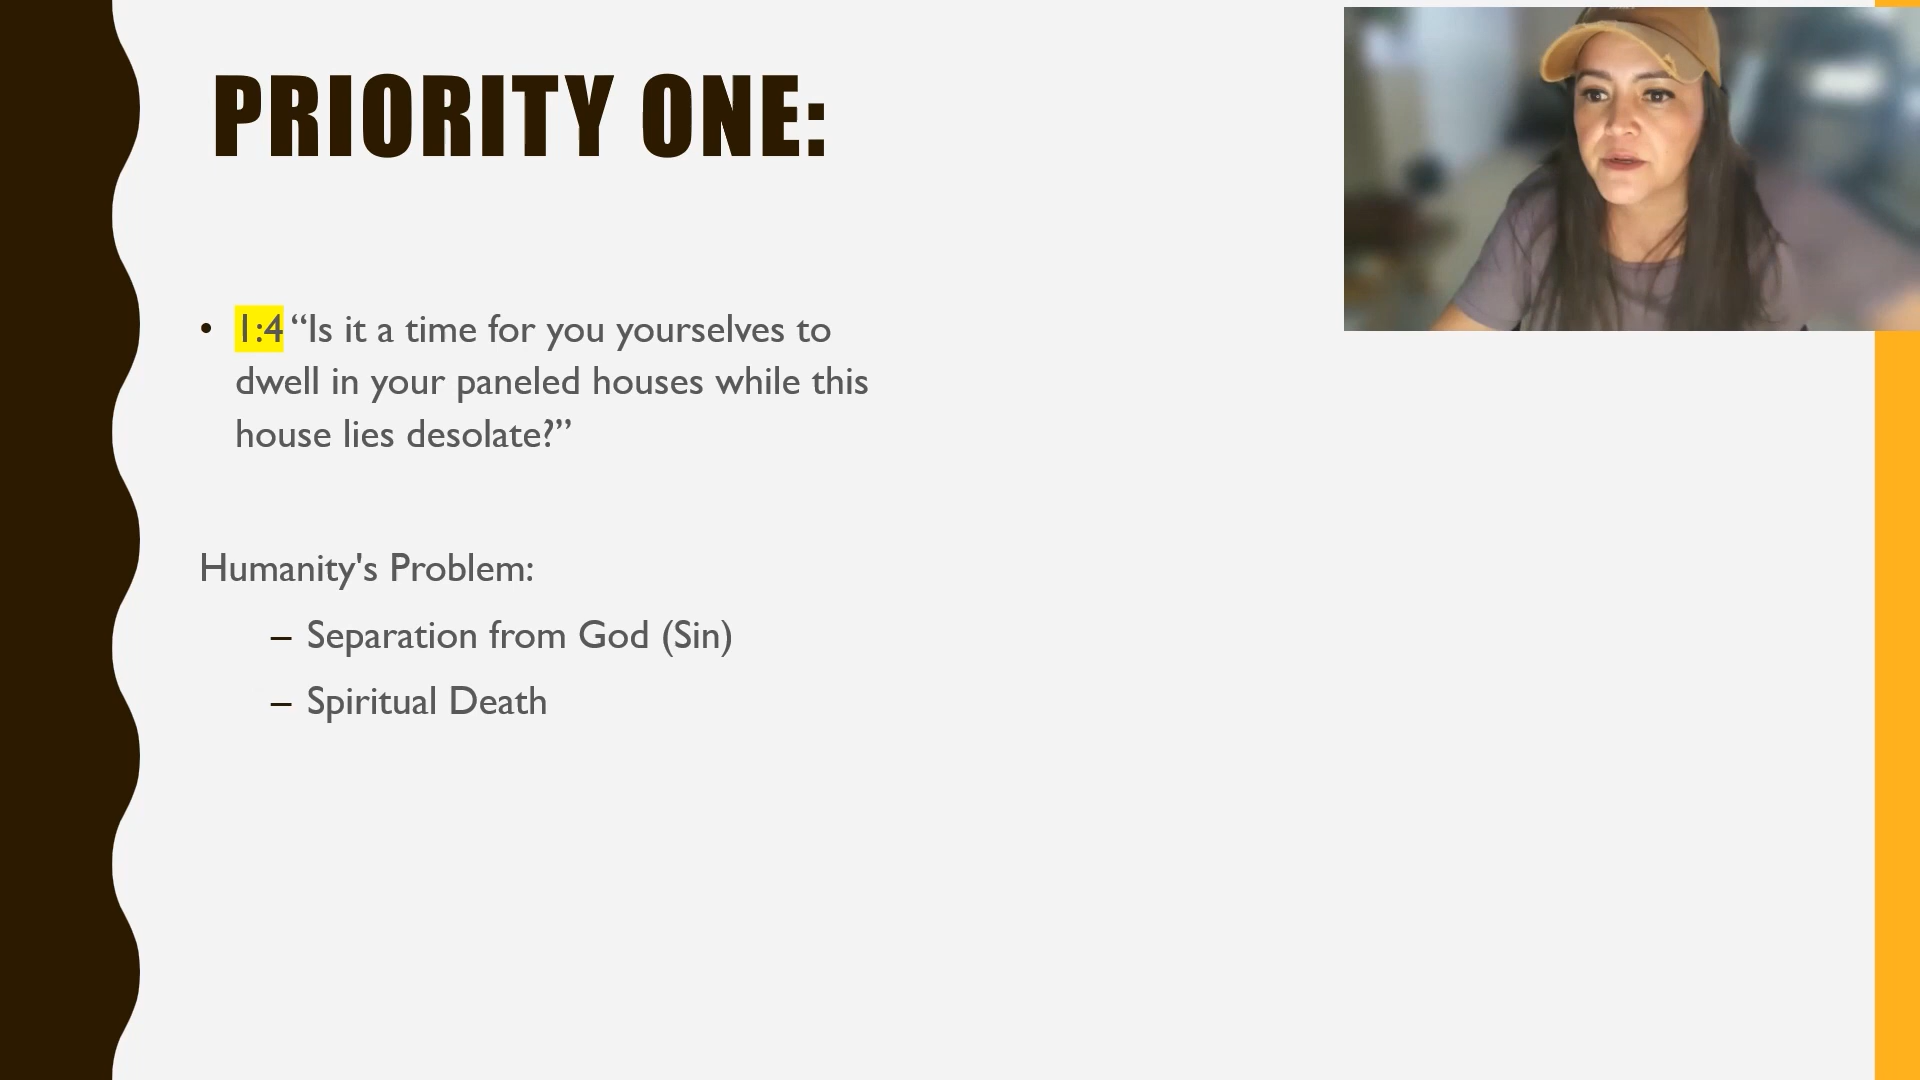 PRIORITY ONE:
• 1:4 “Is it a time for you yourselves to
dwell in your paneled houses while this
house lies desolate?”
Humanity's Problem:
– Separation from God (Sin)
– Spiritual Death